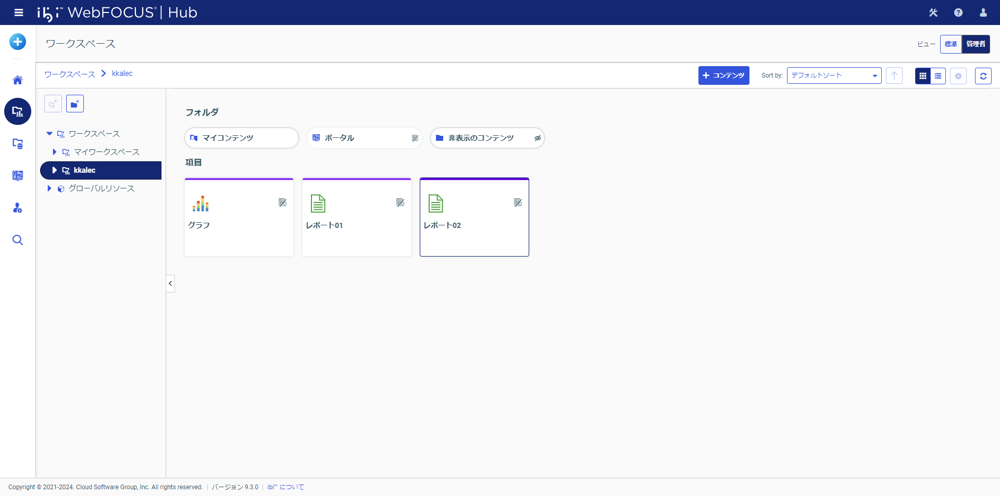 ibi™ WebFOCUS® | Hub
ワークスペース
ビュー 標準 管理者
ワークスペース kkalec
コンテンツ Sort by: デフォルトソート
ワークスペース
マイワークスペース
kkalec
グローバルリソース
フォルダ
マイコンテンツ ポータル 非表示のコンテンツ
項目
グラフ レポート01 レポート02
Copyright © 2021-2024. Cloud Software Group, Inc. All rights reserved. バージョン 9.3.0 ibi™ について